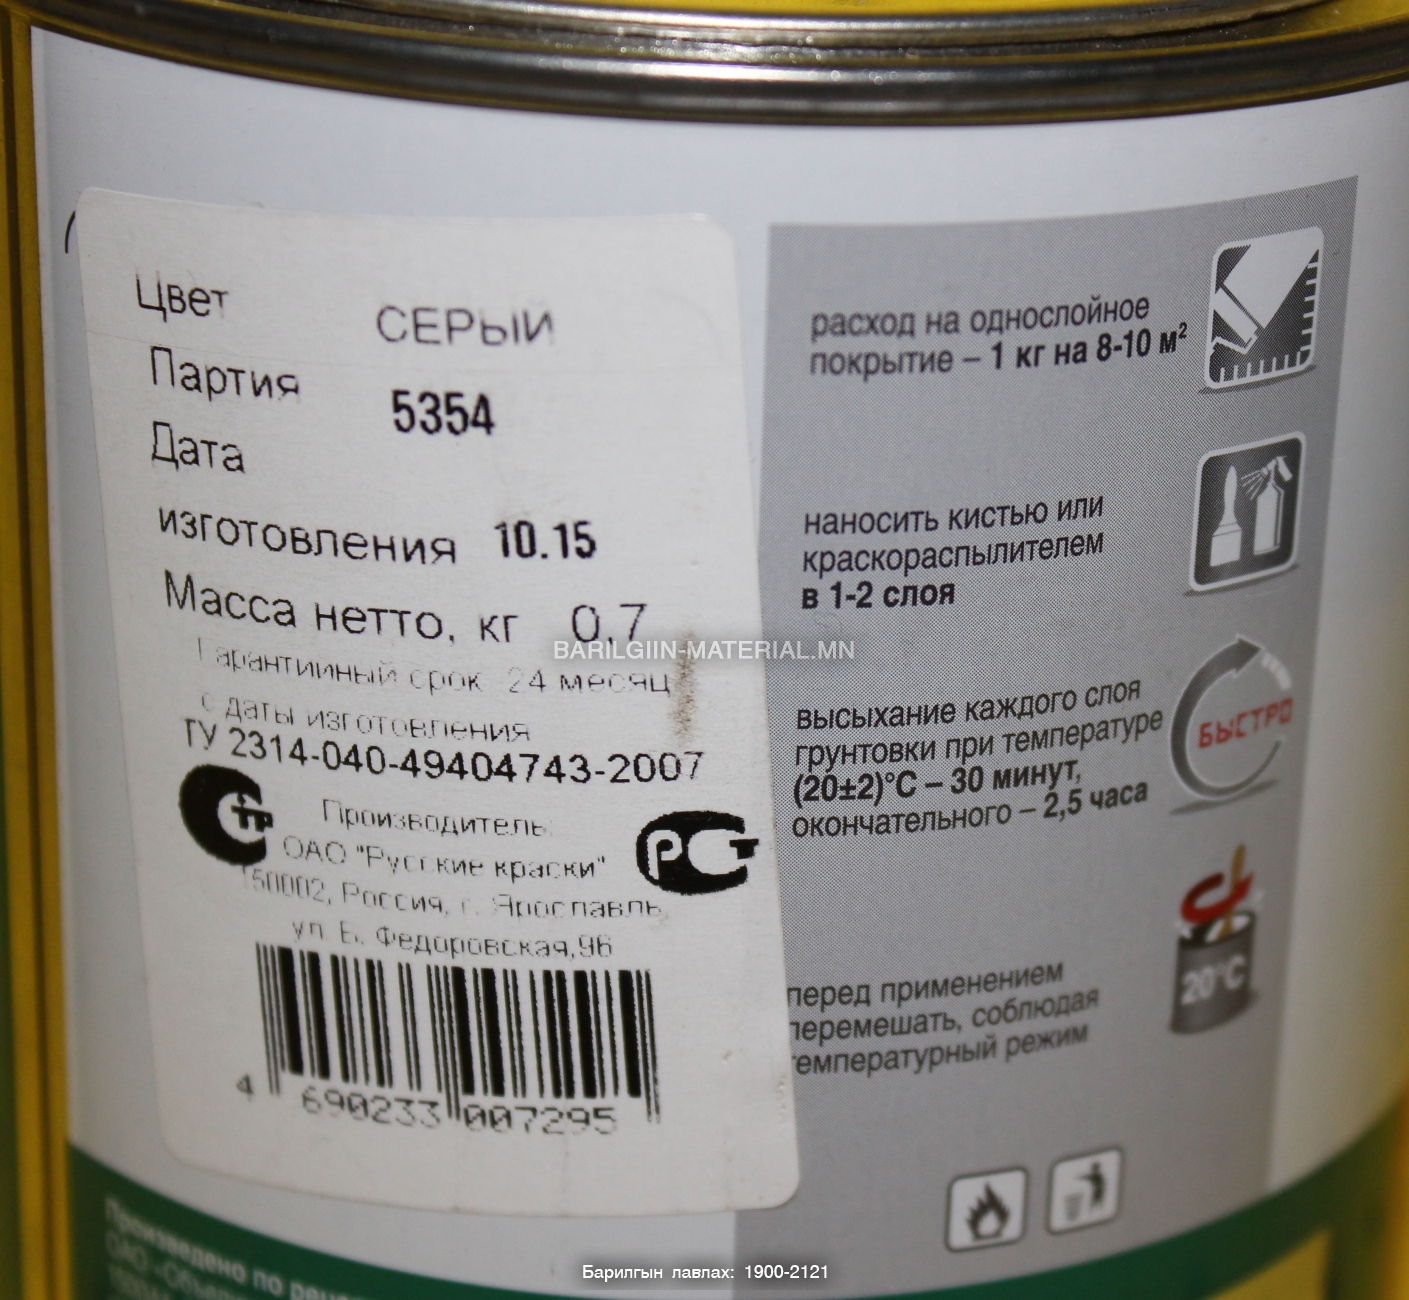 Цвет СЕРЫЙ
Партия 5354
Дата
изготовления 10.15
Масса нетто, кг 0,7
Гарантийный срок 24 месяц
с даты изготовления
ТУ 2314-040-49404743-2007
Производитель:
ОАО "Русские краски"
150002, Россия, г. Ярославль,
ул. Б. Федоровская,96
4 690233 007295
расход на однослойное
покрытие – 1 кг на 8-10 м²
наносить кистью или
краскораспылителем
в 1-2 слоя
высыхание каждого слоя
грунтовки при температуре
(20±2)°С – 30 минут,
окончательного – 2,5 часа
БЫСТРО
перед применением
перемешать, соблюдая
температурный режим
20°C
Произведено по
ОАО
BARILGIIN-MATERIAL.MN
Барилгын лавлах: 1900-2121